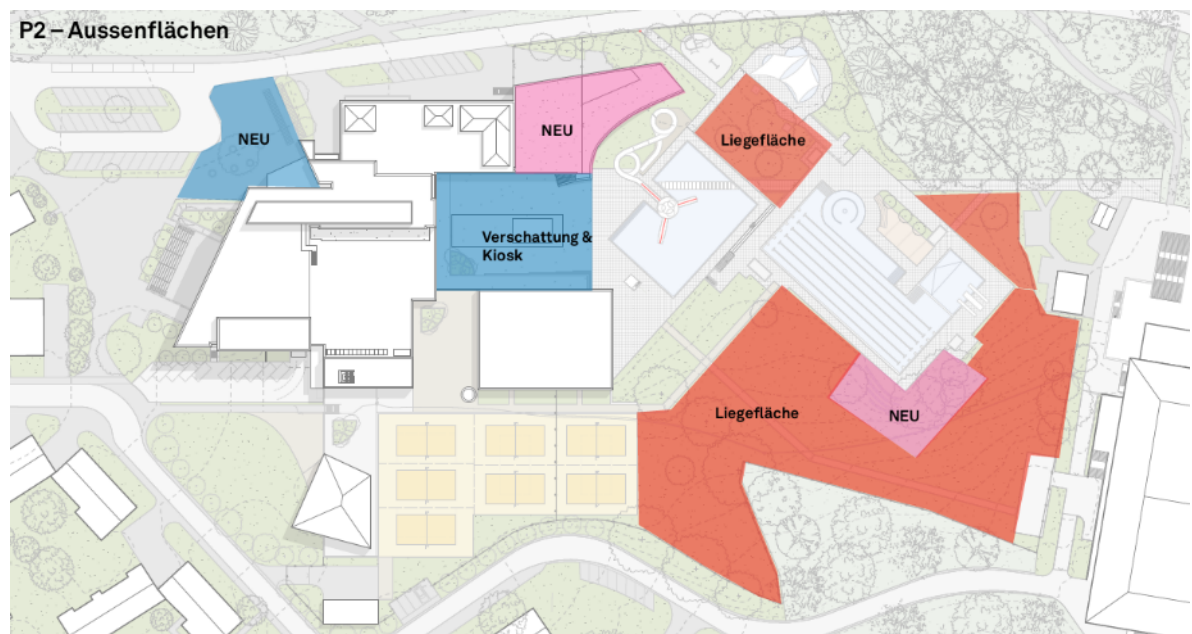 P2 – Aussenflächen
NEU
NEU
Liegefläche
Verschattung &
Kiosk
Liegefläche
NEU